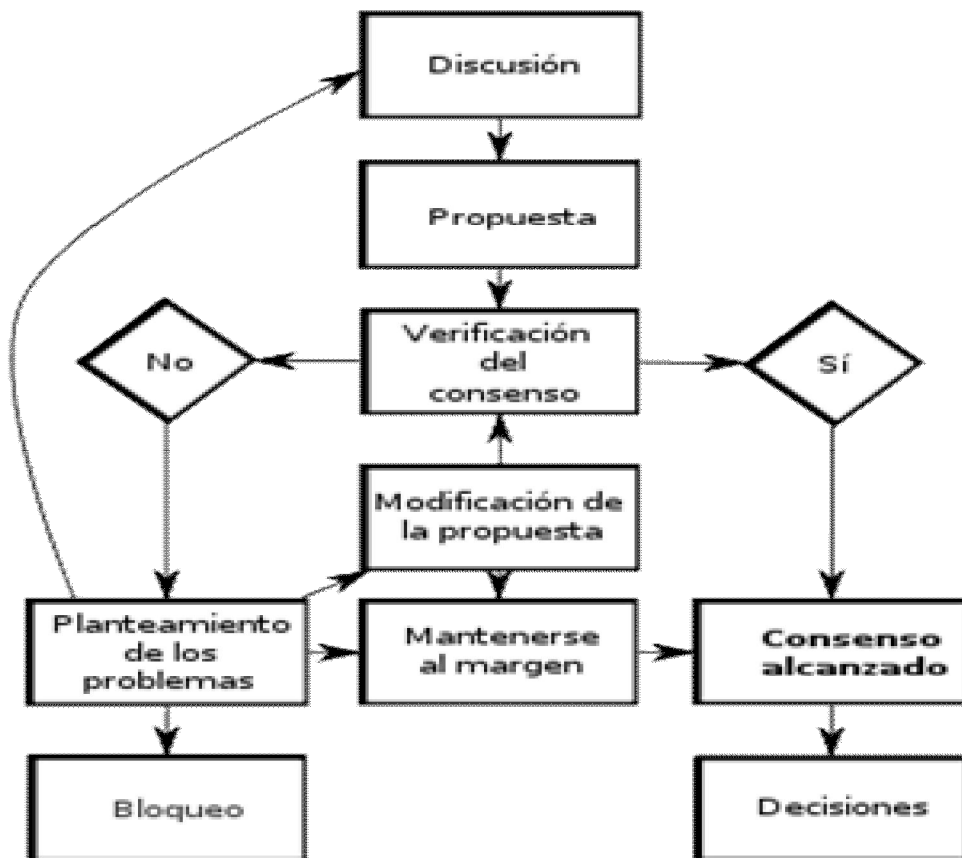 Discusión
Propuesta
Verificación
del
consenso
No
Sí
Modificación de
la propuesta
Planteamiento
de los
problemas
Mantenerse
al margen
Consenso
alcanzado
Bloqueo
Decisiones